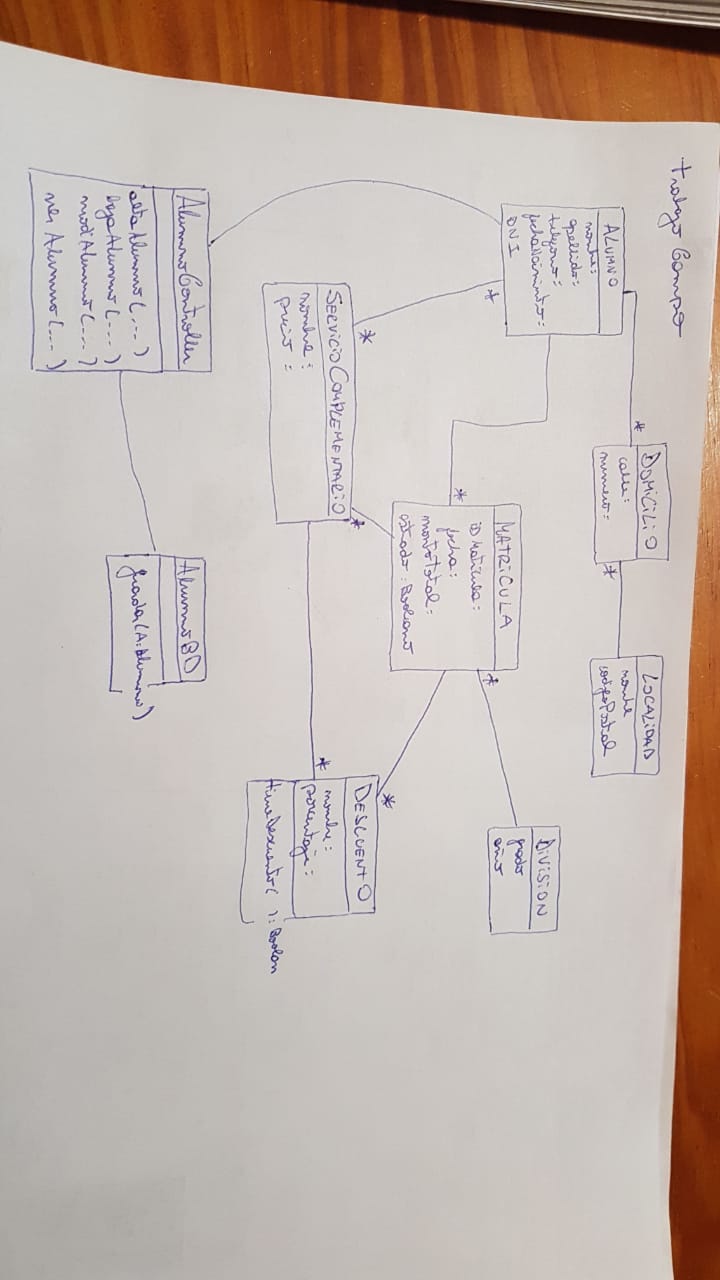 Trabajo Campo
DOMICILIO
calle:
numero:
LOCALIDAD
nombre
codigoPostal
ALUMNO
nombre:
apellido:
telefono:
fechaNacimiento:
DNI
DIVISION
grado
año
MATRICULA
iDMatricula:
fecha:
montoTotal:
estado: Booleano
SERVICIO COMPLEMENTARIO
nombre :
precio :
DESCUENTO
nombre:
porcentaje:
tieneDescuento( ): Boolean
AlumnoController
altaAlumno(...)
bajaAlumno(...)
modiAlumno(...)
verAlumno(...)
AlumnoBD
guardar(A:Alumno)
*
*
*
*
*
*
*
*
*